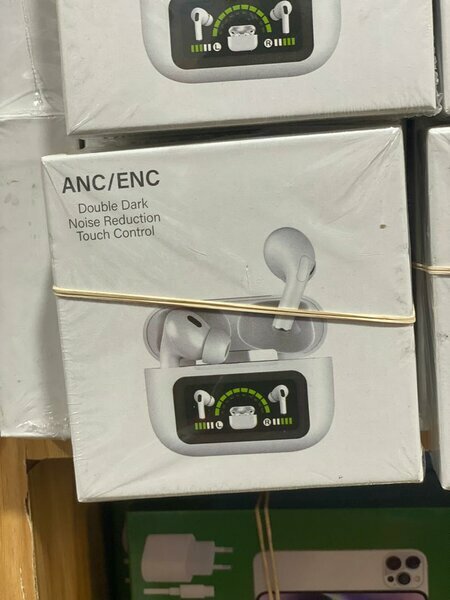 L
R
ANC/ENC
Double Dark
Noise Reduction
Touch Control
L
R